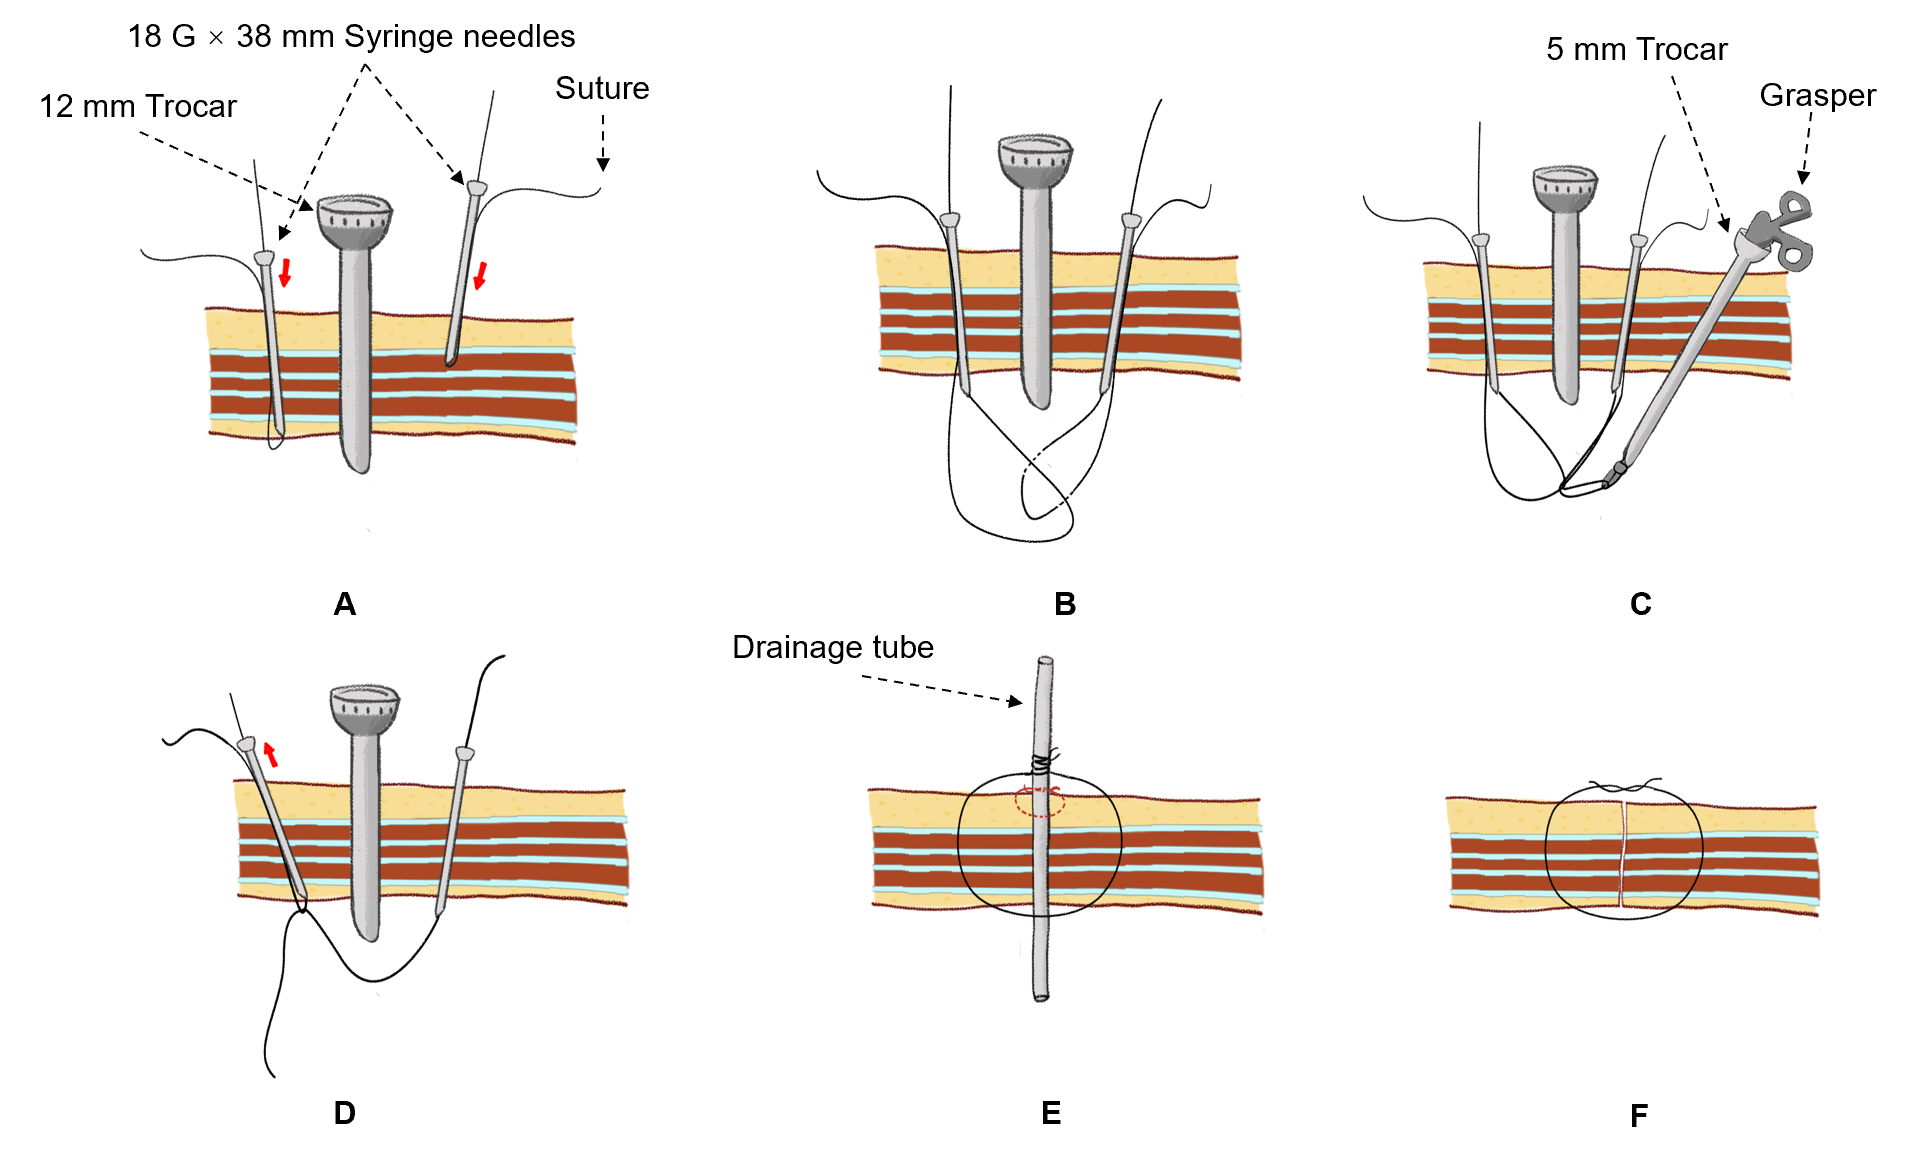 18 G × 38 mm Syringe needles
12 mm Trocar
Suture
5 mm Trocar
Grasper
A
B
C
Drainage tube
D
E
F